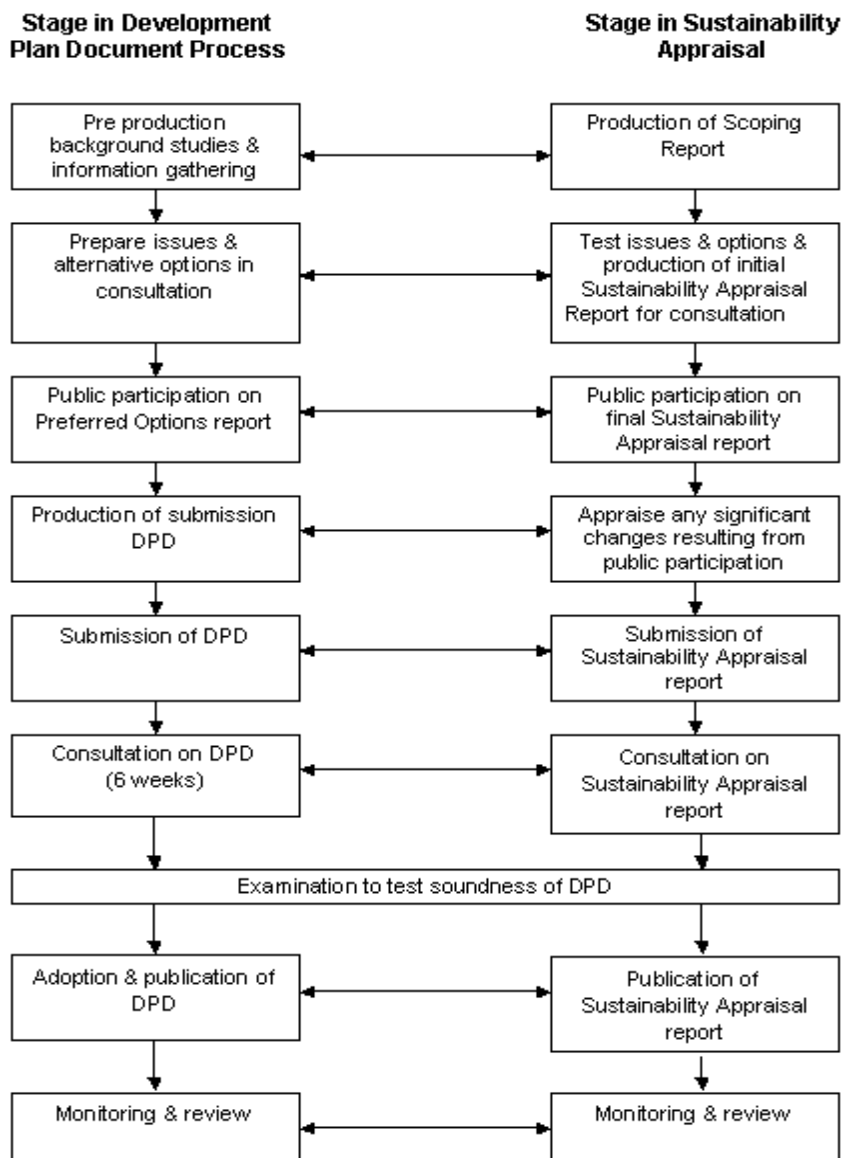 Stage in Development
Plan Document Process
Stage in Sustainability
Appraisal
Pre production
background studies &
information gathering
Production of Scoping
Report
Prepare issues &
alternative options in
consultation
Test issues & options &
production of initial
Sustainability Appraisal
Report for consultation
Public participation on
Preferred Options report
Public participation on
final Sustainability
Appraisal report
Production of submission
DPD
Appraise any significant
changes resulting from
public participation
Submission of DPD
Submission of
Sustainability Appraisal
report
Consultation on DPD
(6 weeks)
Consultation on
Sustainability Appraisal
report
Examination to test soundness of DPD
Adoption & publication of
DPD
Publication of
Sustainability Appraisal
report
Monitoring & review
Monitoring & review